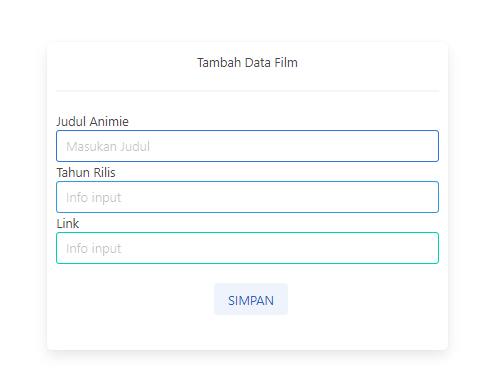 Tambah Data Film
Judul Animie
Masukan Judul
Tahun Rilis
Info input
Link
Info input
SIMPAN